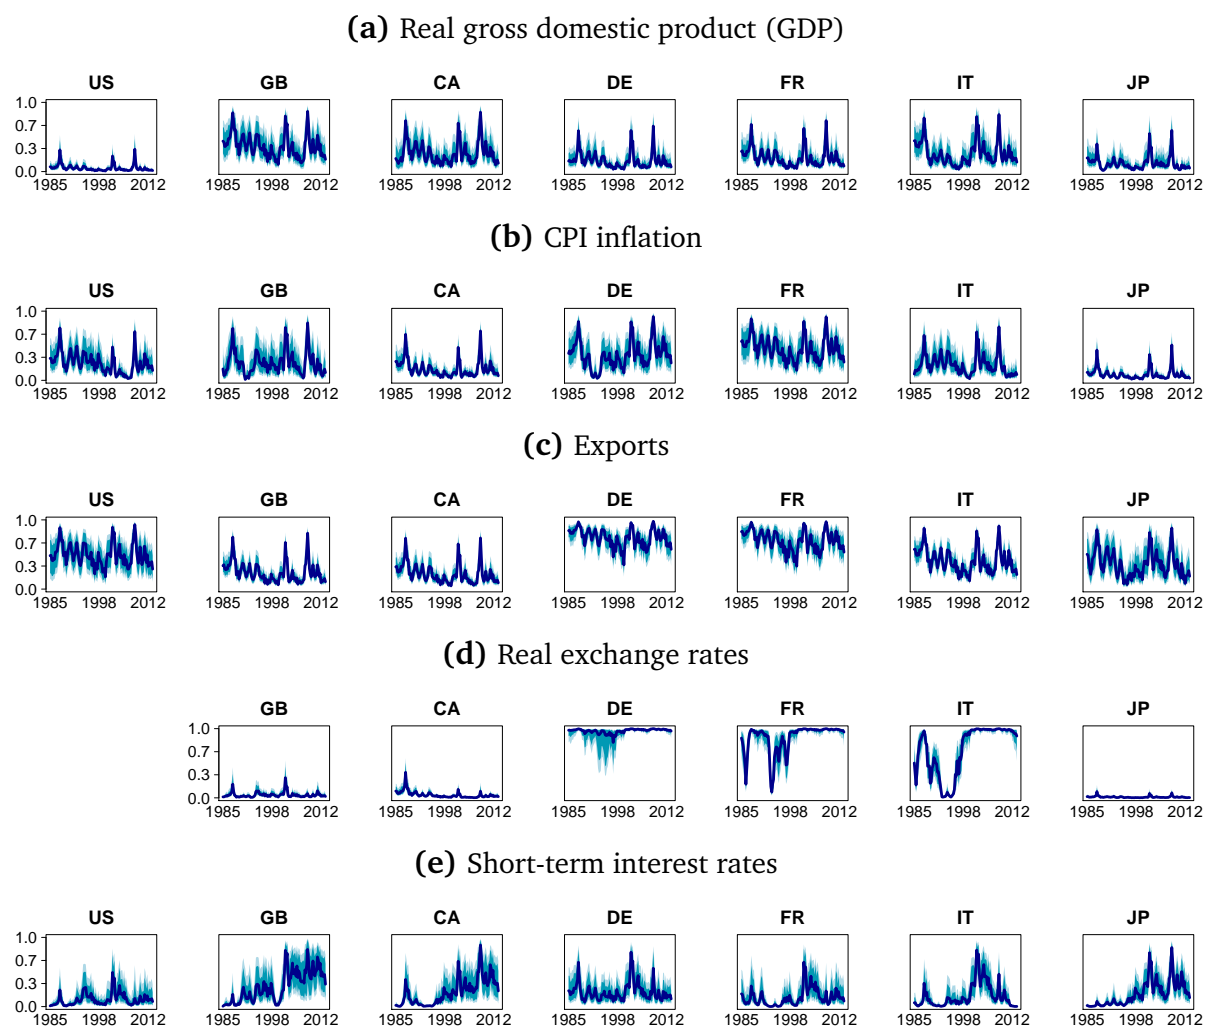 (a) Real gross domestic product (GDP)
US GB CA DE FR IT JP
1.0
0.7
0.3
0.0
1985 1998 2012 1985 1998 2012 1985 1998 2012 1985 1998 2012 1985 1998 2012 1985 1998 2012 1985 1998 2012
(b) CPI inflation
US GB CA DE FR IT JP
1.0
0.7
0.3
0.0
1985 1998 2012 1985 1998 2012 1985 1998 2012 1985 1998 2012 1985 1998 2012 1985 1998 2012 1985 1998 2012
(c) Exports
US GB CA DE FR IT JP
1.0
0.7
0.3
0.0
1985 1998 2012 1985 1998 2012 1985 1998 2012 1985 1998 2012 1985 1998 2012 1985 1998 2012 1985 1998 2012
(d) Real exchange rates
GB CA DE FR IT JP
1.0
0.7
0.3
0.0
1985 1998 2012 1985 1998 2012 1985 1998 2012 1985 1998 2012 1985 1998 2012 1985 1998 2012
(e) Short-term interest rates
US GB CA DE FR IT JP
1.0
0.7
0.3
0.0
1985 1998 2012 1985 1998 2012 1985 1998 2012 1985 1998 2012 1985 1998 2012 1985 1998 2012 1985 1998 2012